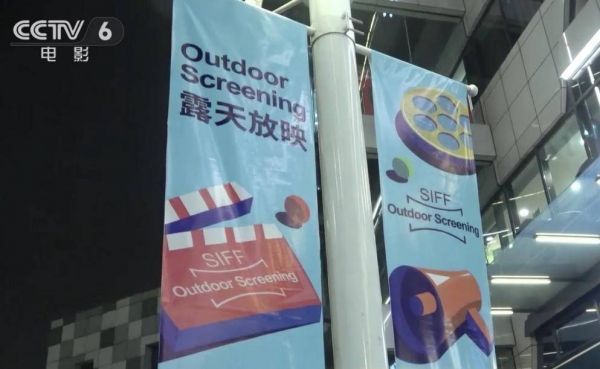 CCTV 6
电影
Outdoor
Screening
露天放映
SIFF
Outdoor Screening
SIFF
Outdoor Screening